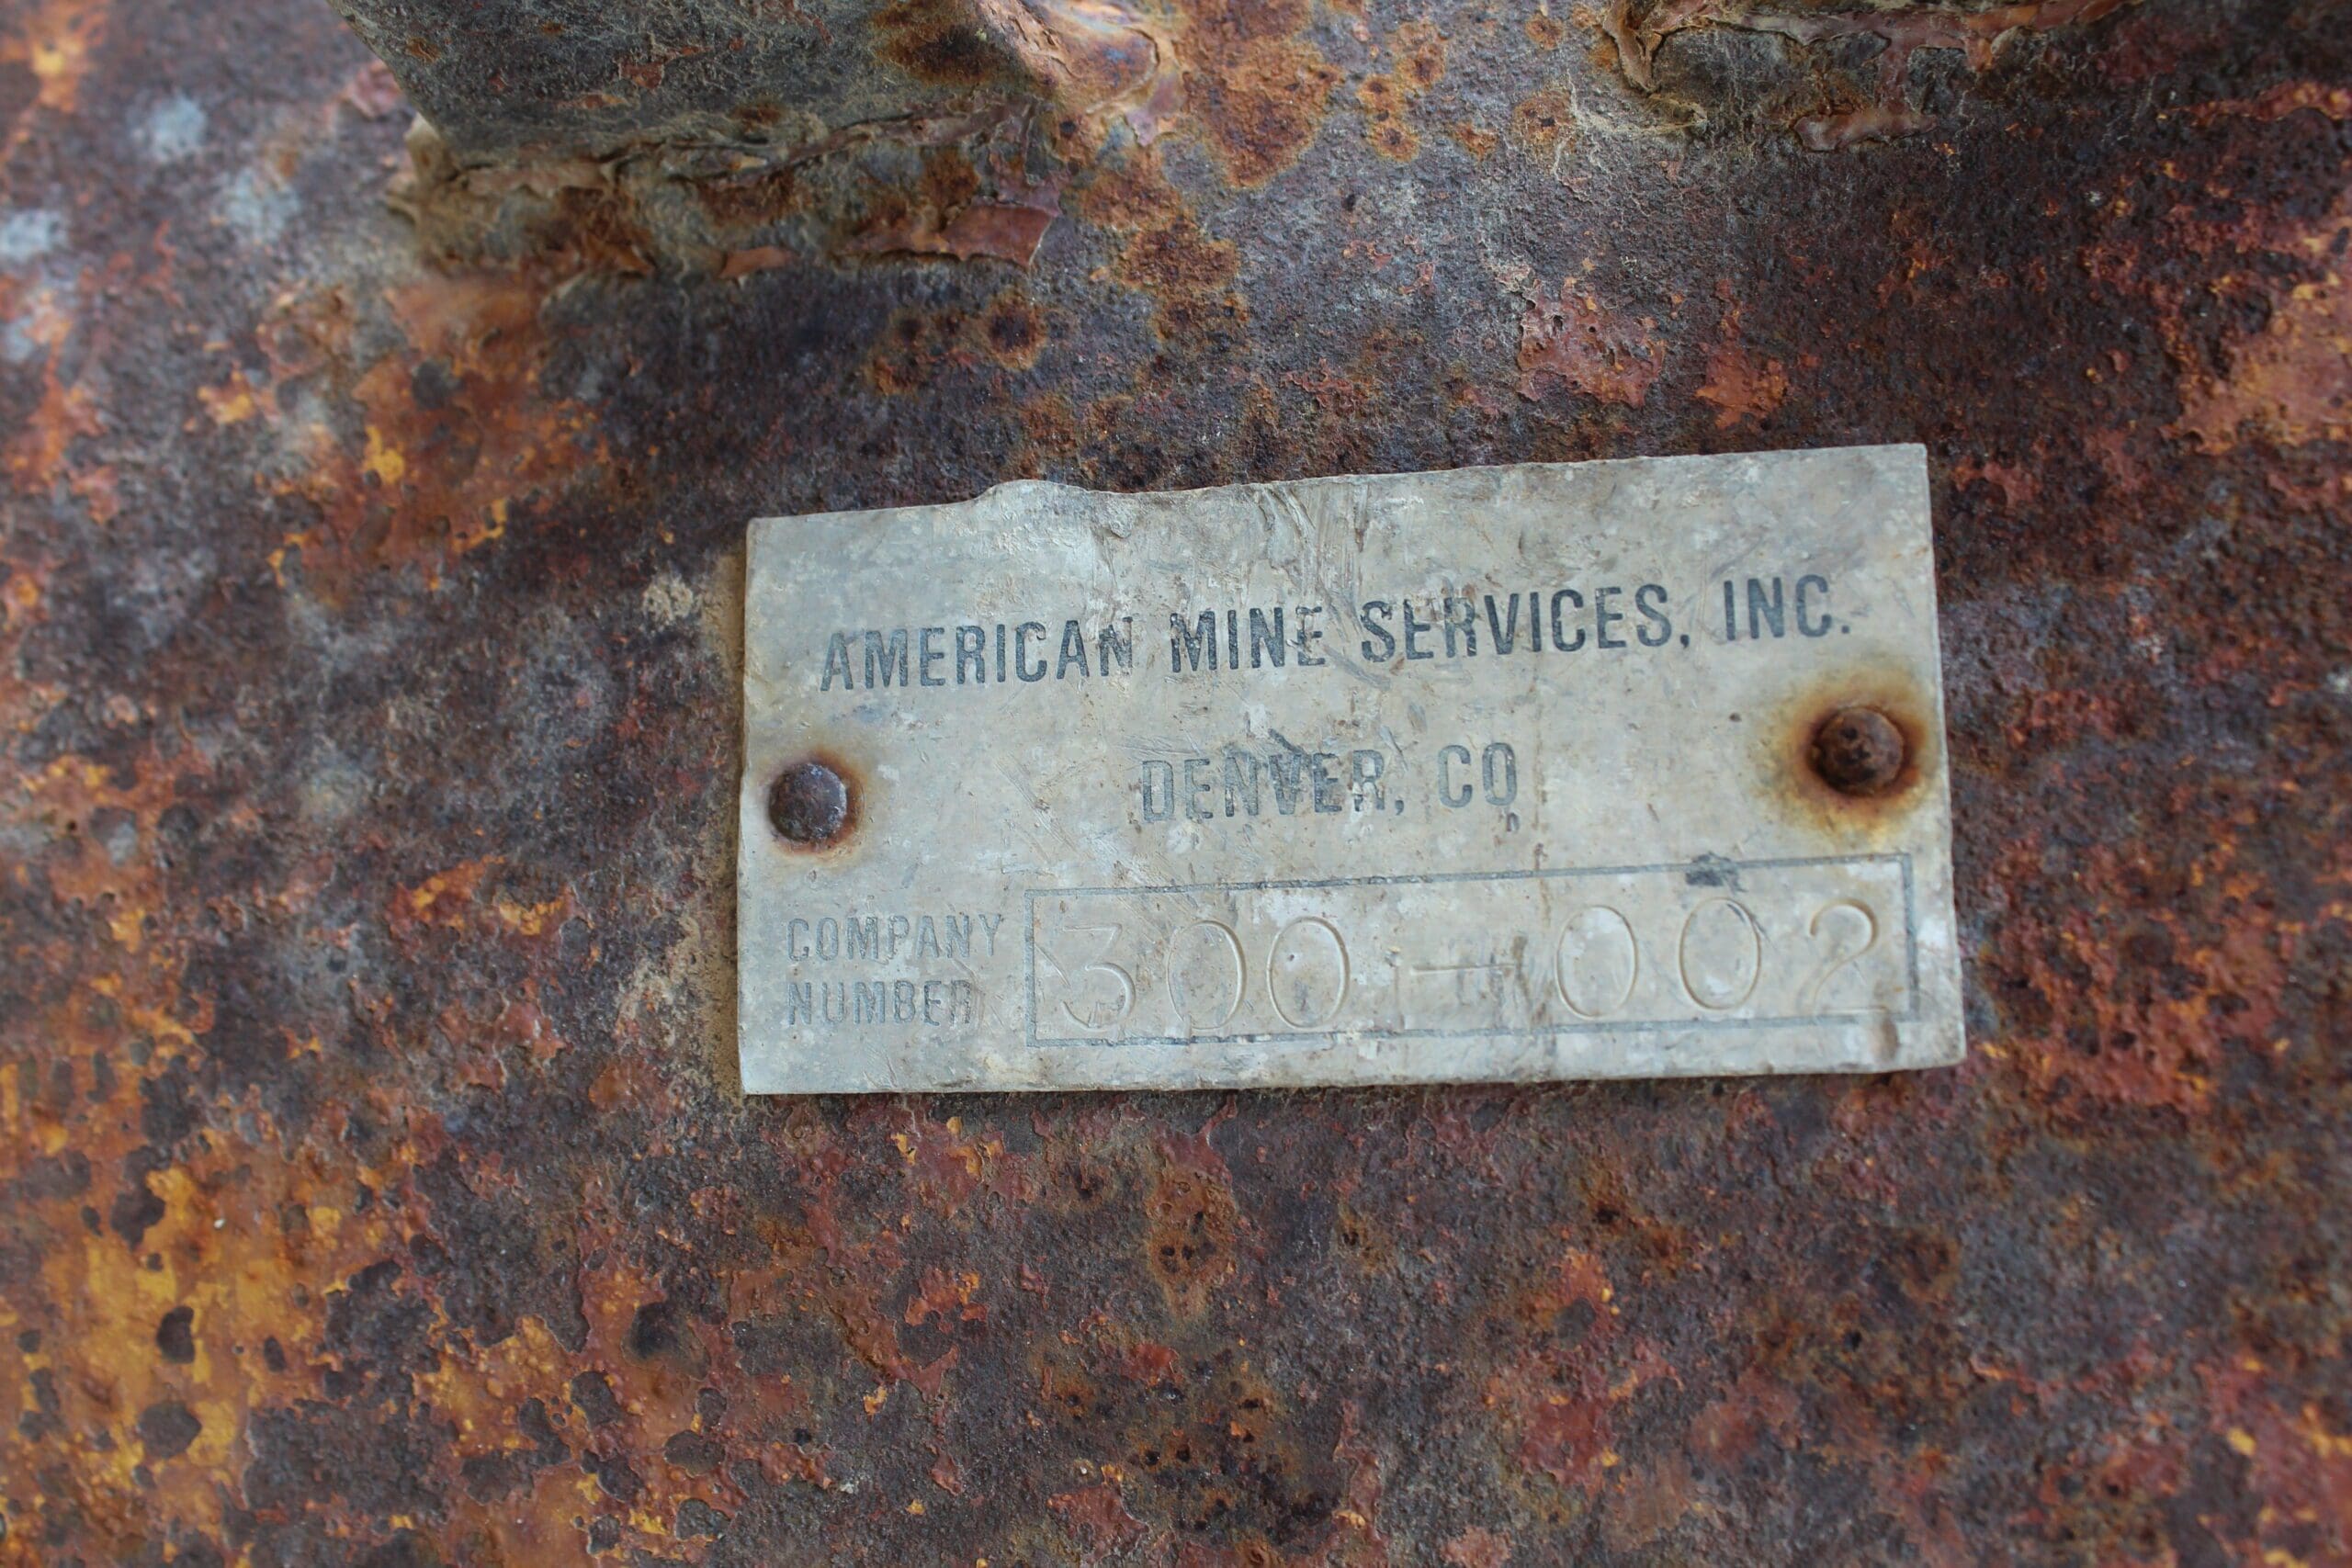 AMERICAN MINE SERVICES, INC.
DENVER, CO
COMPANY
NUMBER
300-002